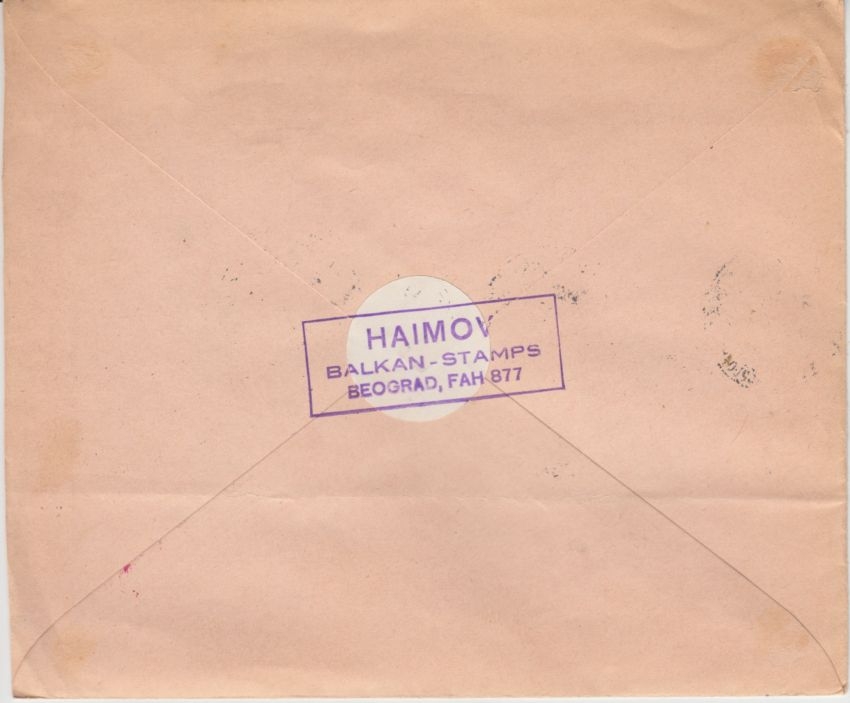 HAIMOV
BALKAN-STAMPS
BEOGRAD, FAH 877